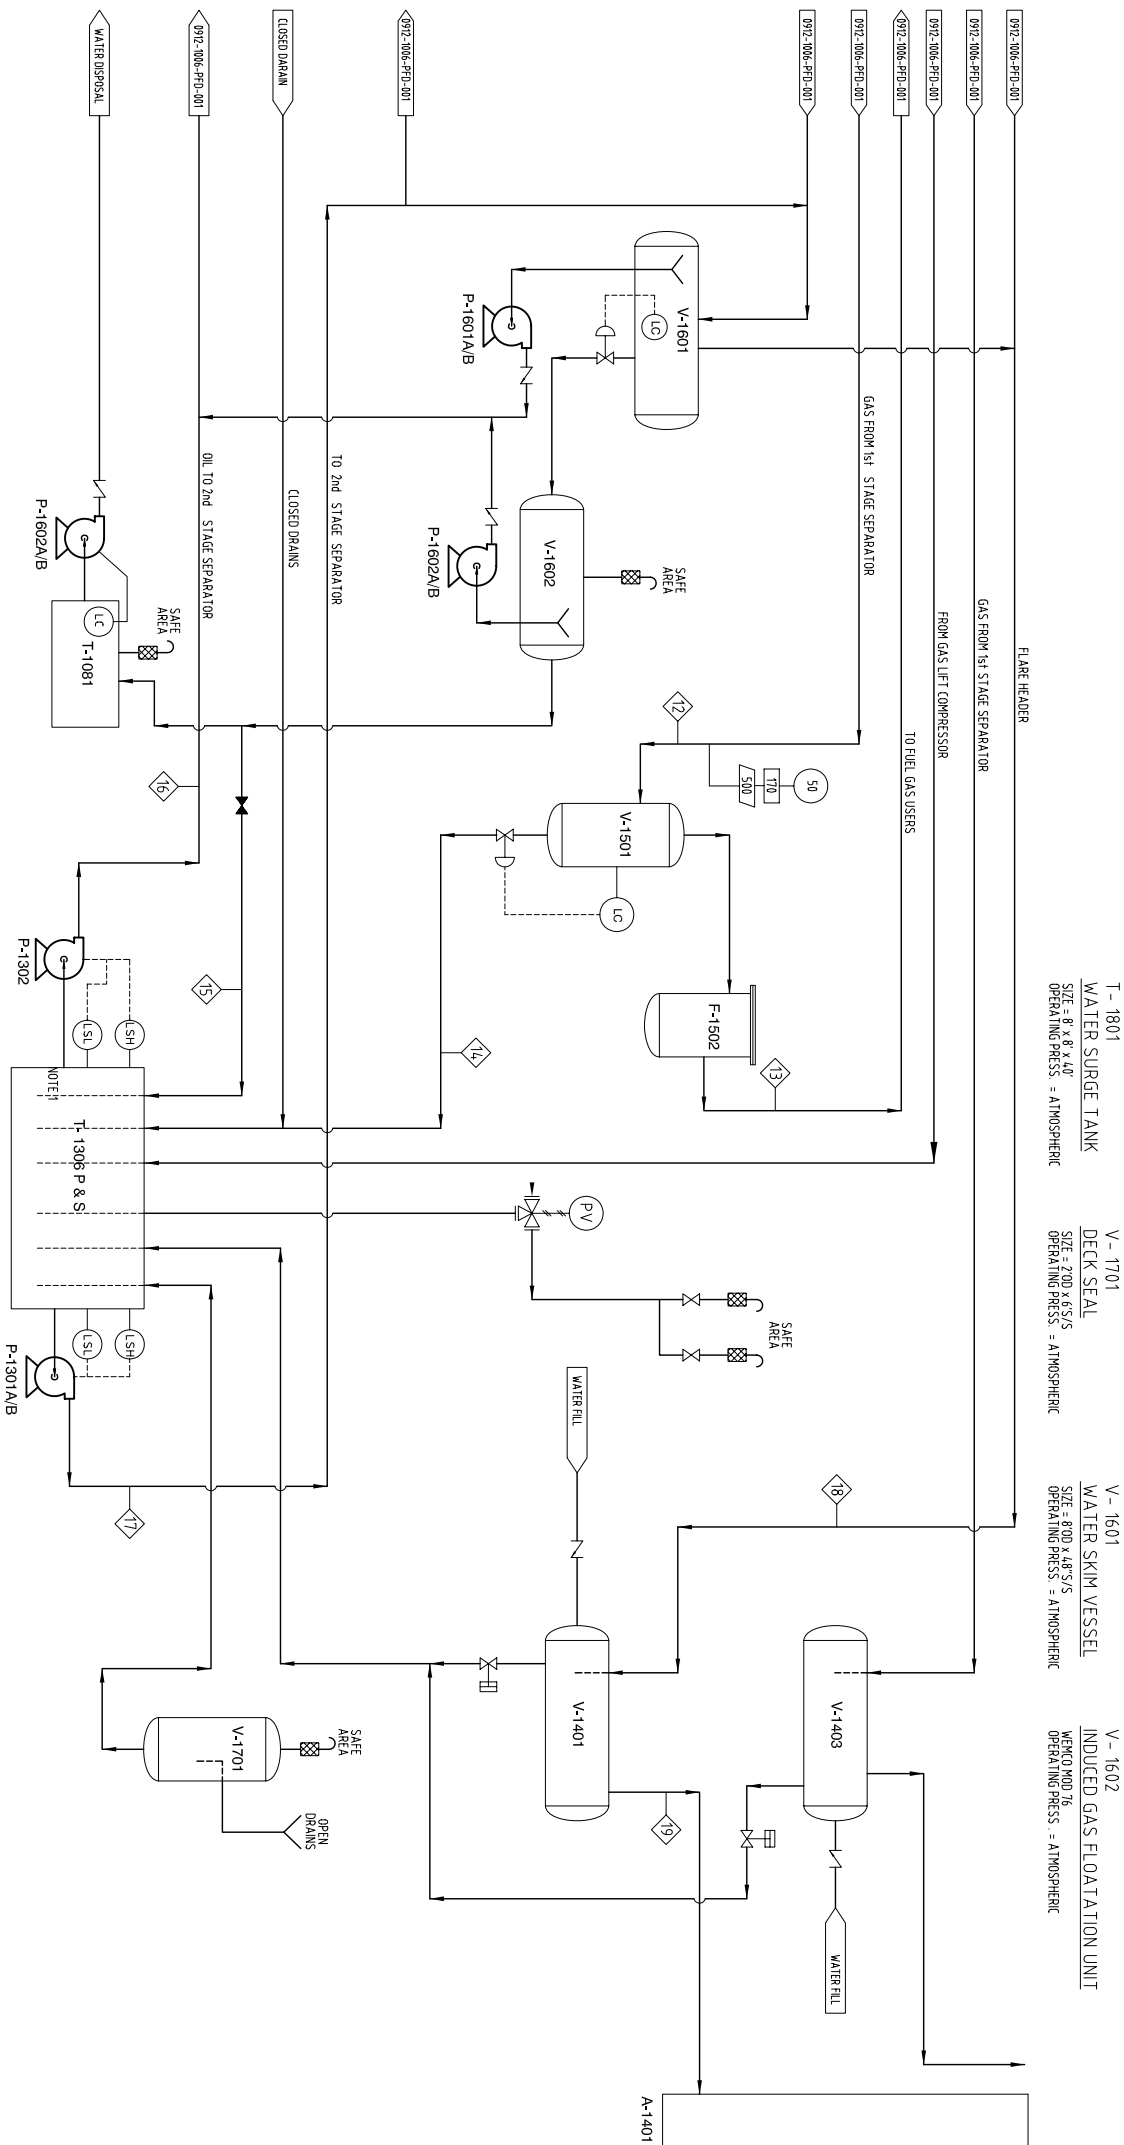 T- 1801
WATER SURGE TANK
SIZE = 8' x 8' x 40'
OPERATING PRESS. = ATMOSPHERIC
V- 1701
DECK SEAL
SIZE = 2'OD x 6'S/S
OPERATING PRESS. = ATMOSPHERIC
V- 1601
WATER SKIM VESSEL
SIZE = 8'OD x 48"S/S
OPERATING PRESS. = ATMOSPHERIC
V- 1602
INDUCED GAS FLOATATION UNIT
WEMCO MOD 76
OPERATING PRESS. = ATMOSPHERIC
0912-1006-PFD-001
FLARE HEADER
0912-1006-PFD-001
GAS FROM 1st STAGE SEPARATOR
0912-1006-PFD-001
FROM GAS LIFT COMPRESSOR
0912-1006-PFD-001
TO FUEL GAS USERS
0912-1006-PFD-001
GAS FROM 1st STAGE SEPARATOR
0912-1006-PFD-001
V-1601
LC
P-1601A/B
V-1602
P-1602A/B
SAFE
AREA
12
50
170
500
V-1501
LC
F-1502
13
14
PV
SAFE
AREA
WATER FILL
18
V-1403
V-1401
WATER FILL
19
A-1401
0912-1006-PFD-001
TO 2nd STAGE SEPARATOR
CLOSED DARAIN
CLOSED DRAINS
0912-1006-PFD-001
OIL TO 2nd STAGE SEPARATOR
WATER DISPOSAL
P-1602A/B
LC
T-1081
SAFE
AREA
16
15
P-1302
LSH
LSL
NOTE 1
T- 1306 P & S
LSH
LSL
P-1301A/B
17
V-1701
SAFE
AREA
OPEN
DRAINS